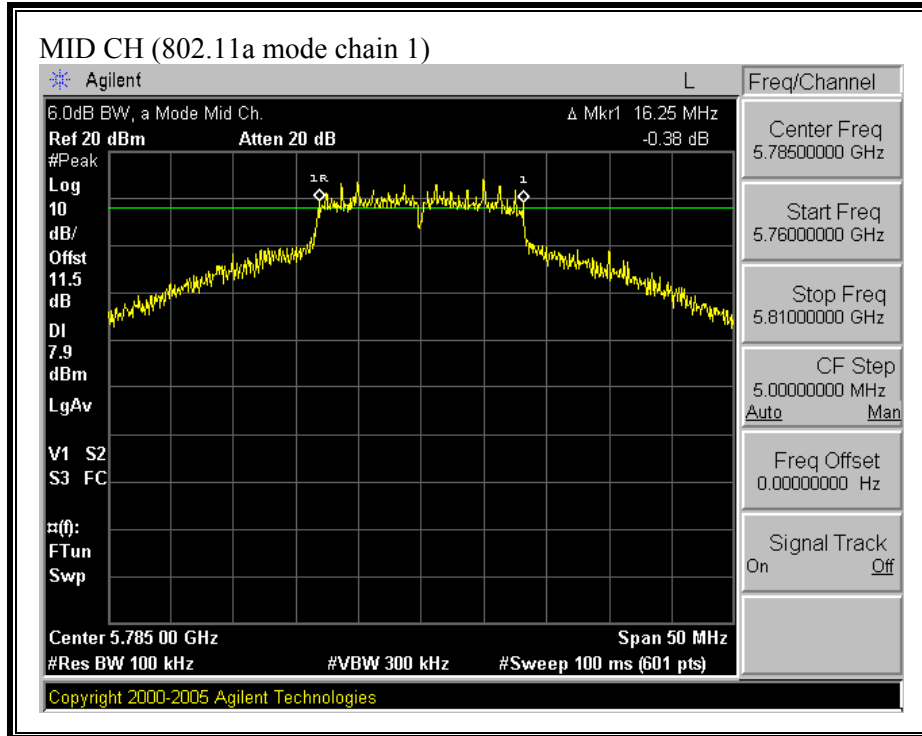 MID CH (802.11a mode chain 1)
Agilent L
6.0dB BW, a Mode Mid Ch. Δ Mkr1 16.25 MHz
Ref 20 dBm Atten 20 dB -0.38 dB
#Peak
Log
10
dB/
Offst
11.5
dB
DI
7.9
dBm
LgAv
V1 S2
S3 FC
¤(f):
FTun
Swp
1R
1
Center 5.785 00 GHz Span 50 MHz
#Res BW 100 kHz #VBW 300 kHz #Sweep 100 ms (601 pts)
Copyright 2000-2005 Agilent Technologies
Freq/Channel
Center Freq
5.78500000 GHz
Start Freq
5.76000000 GHz
Stop Freq
5.81000000 GHz
CF Step
5.00000000 MHz
Auto Man
Freq Offset
0.00000000 Hz
Signal Track
On Off